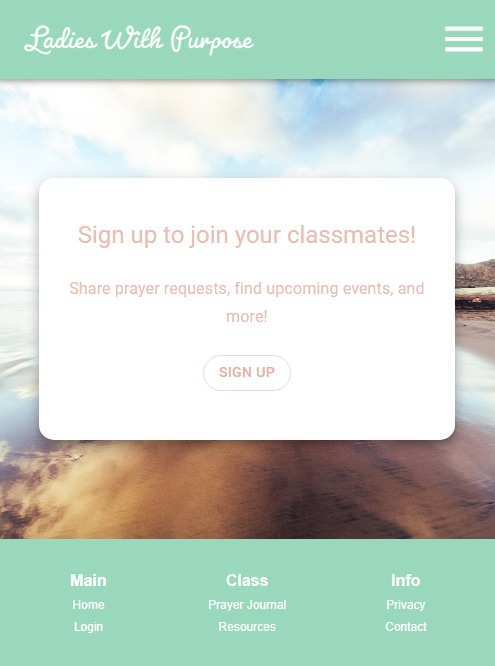 Ladies With Purpose
Sign up to join your classmates!
Share prayer requests, find upcoming events, and
more!
SIGN UP
Main
Class
Info
Home
Prayer Journal
Privacy
Login
Resources
Contact